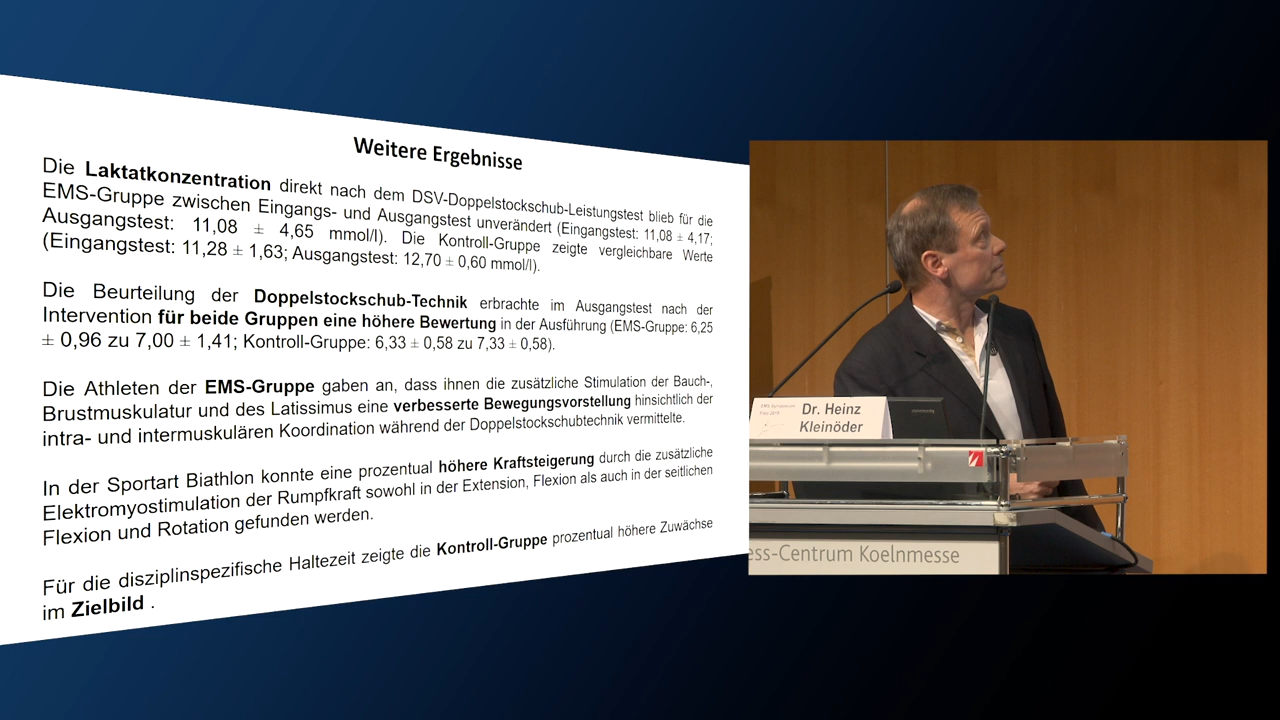 Weitere Ergebnisse
Die Laktatkonzentration direkt nach dem DSV-Doppelstockschub-Leistungstest blieb für die
EMS-Gruppe zwischen Eingangs- und Ausgangstest unverändert (Eingangstest: 11,08 ± 4,17;
Ausgangstest: 11,08 ± 4,65 mmol/l). Die Kontroll-Gruppe zeigte vergleichbare Werte
(Eingangstest: 11,28 ± 1,63; Ausgangstest: 12,70 ± 0,60 mmol/l).
Die Beurteilung der Doppelstockschub-Technik erbrachte im Ausgangstest nach der
Intervention für beide Gruppen eine höhere Bewertung in der Ausführung (EMS-Gruppe: 6,25
± 0,96 zu 7,00 ± 1,41; Kontroll-Gruppe: 6,33 ± 0,58 zu 7,33 ± 0,58).
Die Athleten der EMS-Gruppe gaben an, dass ihnen die zusätzliche Stimulation der Bauch-,
Brustmuskulatur und des Latissimus eine verbesserte Bewegungsvorstellung hinsichtlich der
intra- und intermuskulären Koordination während der Doppelstockschubtechnik vermittelte.
In der Sportart Biathlon konnte eine prozentual höhere Kraftsteigerung durch die zusätzliche
Elektromyostimulation der Rumpfkraft sowohl in der Extension, Flexion als auch in der seitlichen
Flexion und Rotation gefunden werden.
Für die disziplinspezifische Haltezeit zeigte die Kontroll-Gruppe prozentual höhere Zuwächse
im Zielbild .
Dr. Heinz
Kleinöder
ess-Centrum Koelnmesse